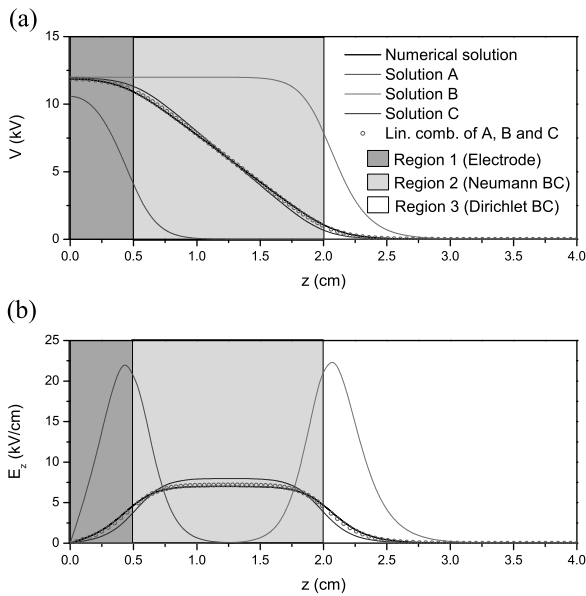 (a)
15
10
5
0
V (kV)
Numerical solution
Solution A
Solution B
Solution C
Lin. comb. of A, B and C
Region 1 (Electrode)
Region 2 (Neumann BC)
Region 3 (Dirichlet BC)
0.0 0.5 1.0 1.5 2.0 2.5 3.0 3.5 4.0
z (cm)
(b)
25
20
15
10
5
0
E_z (kV/cm)
0.0 0.5 1.0 1.5 2.0 2.5 3.0 3.5 4.0
z (cm)